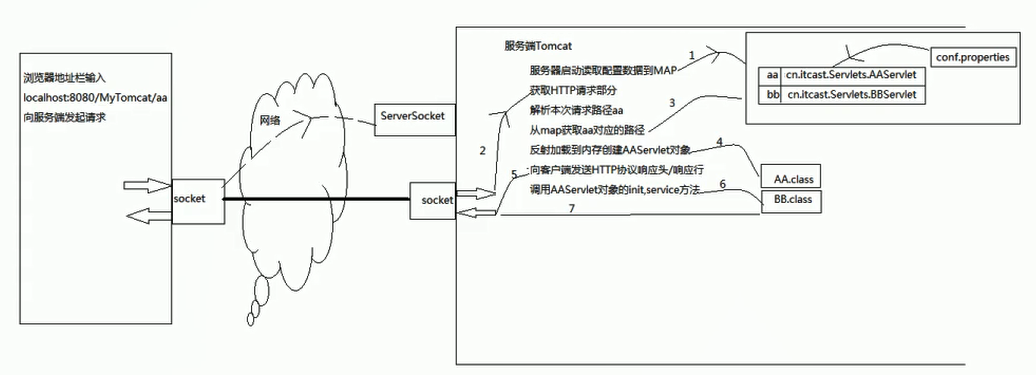 浏览器地址栏输入
localhost:8080/MyTomcat/aa
向服务端发起请求
socket
网络
ServerSocket
socket
服务端Tomcat
服务器启动读取配置数据到MAP
获取HTTP请求部分
解析本次请求路径aa
从map获取aa对应的路径
反射加载到内存创建AAServlet对象
向客户端发送HTTP协议响应头/响应行
调用AAServlet对象的init,service方法
1
2
3
4
5
6
7
conf.properties
aa cn.itcast.Servlets.AAServlet
bb cn.itcast.Servlets.BBServlet
AA.class
BB.class